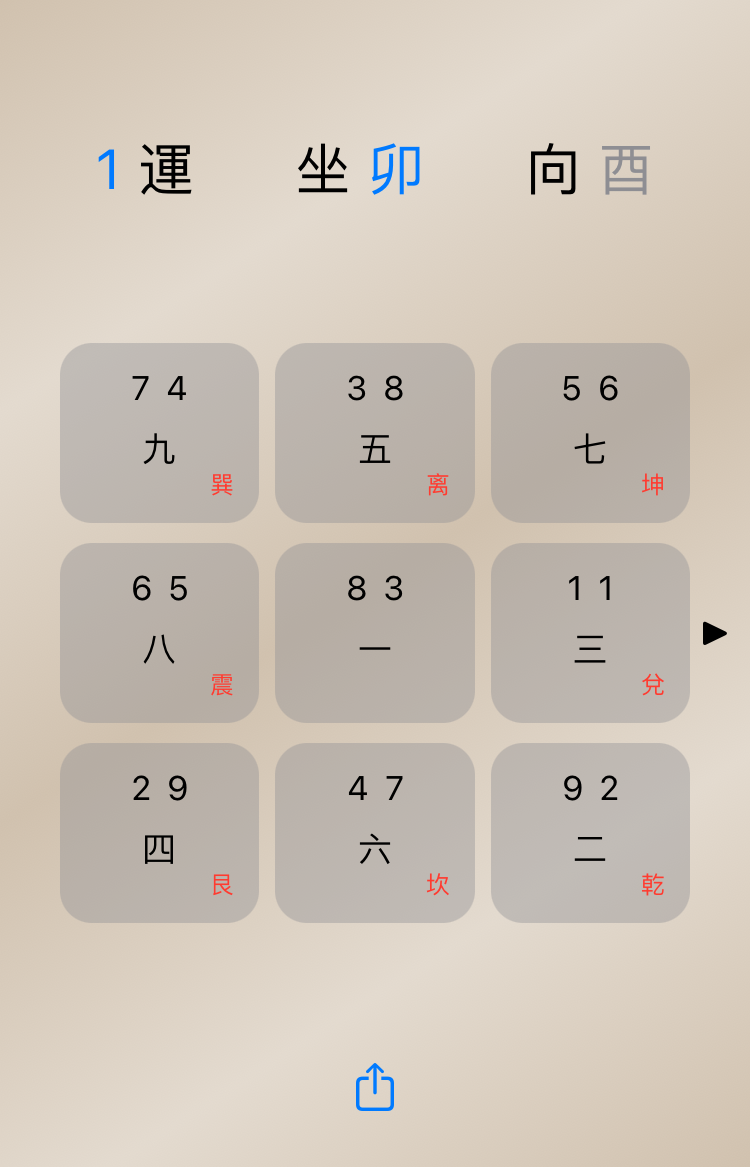 1 運 坐 卯 向 酉
7 4 3 8 5 6
九 五 七
巽 离 坤
6 5 8 3 1 1
八 一 三
震 兌
2 9 4 7 9 2
四 六 二
艮 坎 乾